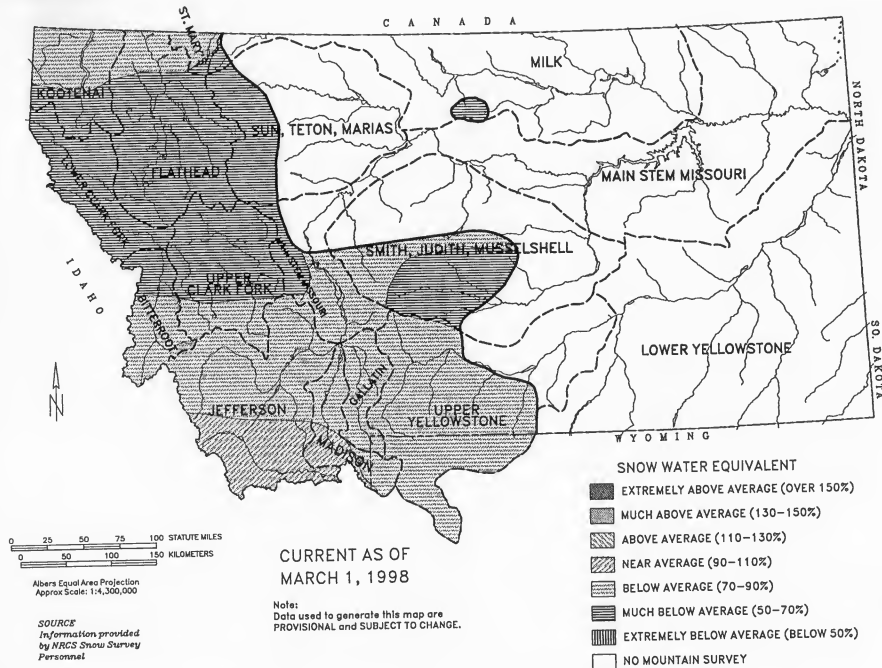 C A N A D A
ST. MARY
KOOTENAI
MILK
SUN, TETON, MARIAS
FLATHEAD
LOWER CLARK FORK
MAIN STEM MISSOURI
NORTH DAKOTA
IDAHO
SMITH, JUDITH, MUSSELSHELL
MAIN STEM MISSOURI
UPPER
CLARK FORK
BITTERROOT
LOWER YELLOWSTONE
SO. DAKOTA
N
JEFFERSON
GALLATIN
UPPER
YELLOWSTONE
MADISON
W Y O M I N G
SNOW WATER EQUIVALENT
EXTREMELY ABOVE AVERAGE (OVER 150%)
MUCH ABOVE AVERAGE (130-150%)
ABOVE AVERAGE (110-130%)
NEAR AVERAGE (90-110%)
BELOW AVERAGE (70-90%)
MUCH BELOW AVERAGE (50-70%)
EXTREMELY BELOW AVERAGE (BELOW 50%)
NO MOUNTAIN SURVEY
0 25 50 75 100 STATUTE MILES
0 50 100 150 KILOMETERS
Albers Equal Area Projection
Approx Scale: 1:4,300,000
SOURCE
Information provided
by NRCS Snow Survey
Personnel
CURRENT AS OF
MARCH 1, 1998
Note:
Data used to generate this map are
PROVISIONAL and SUBJECT TO CHANGE.